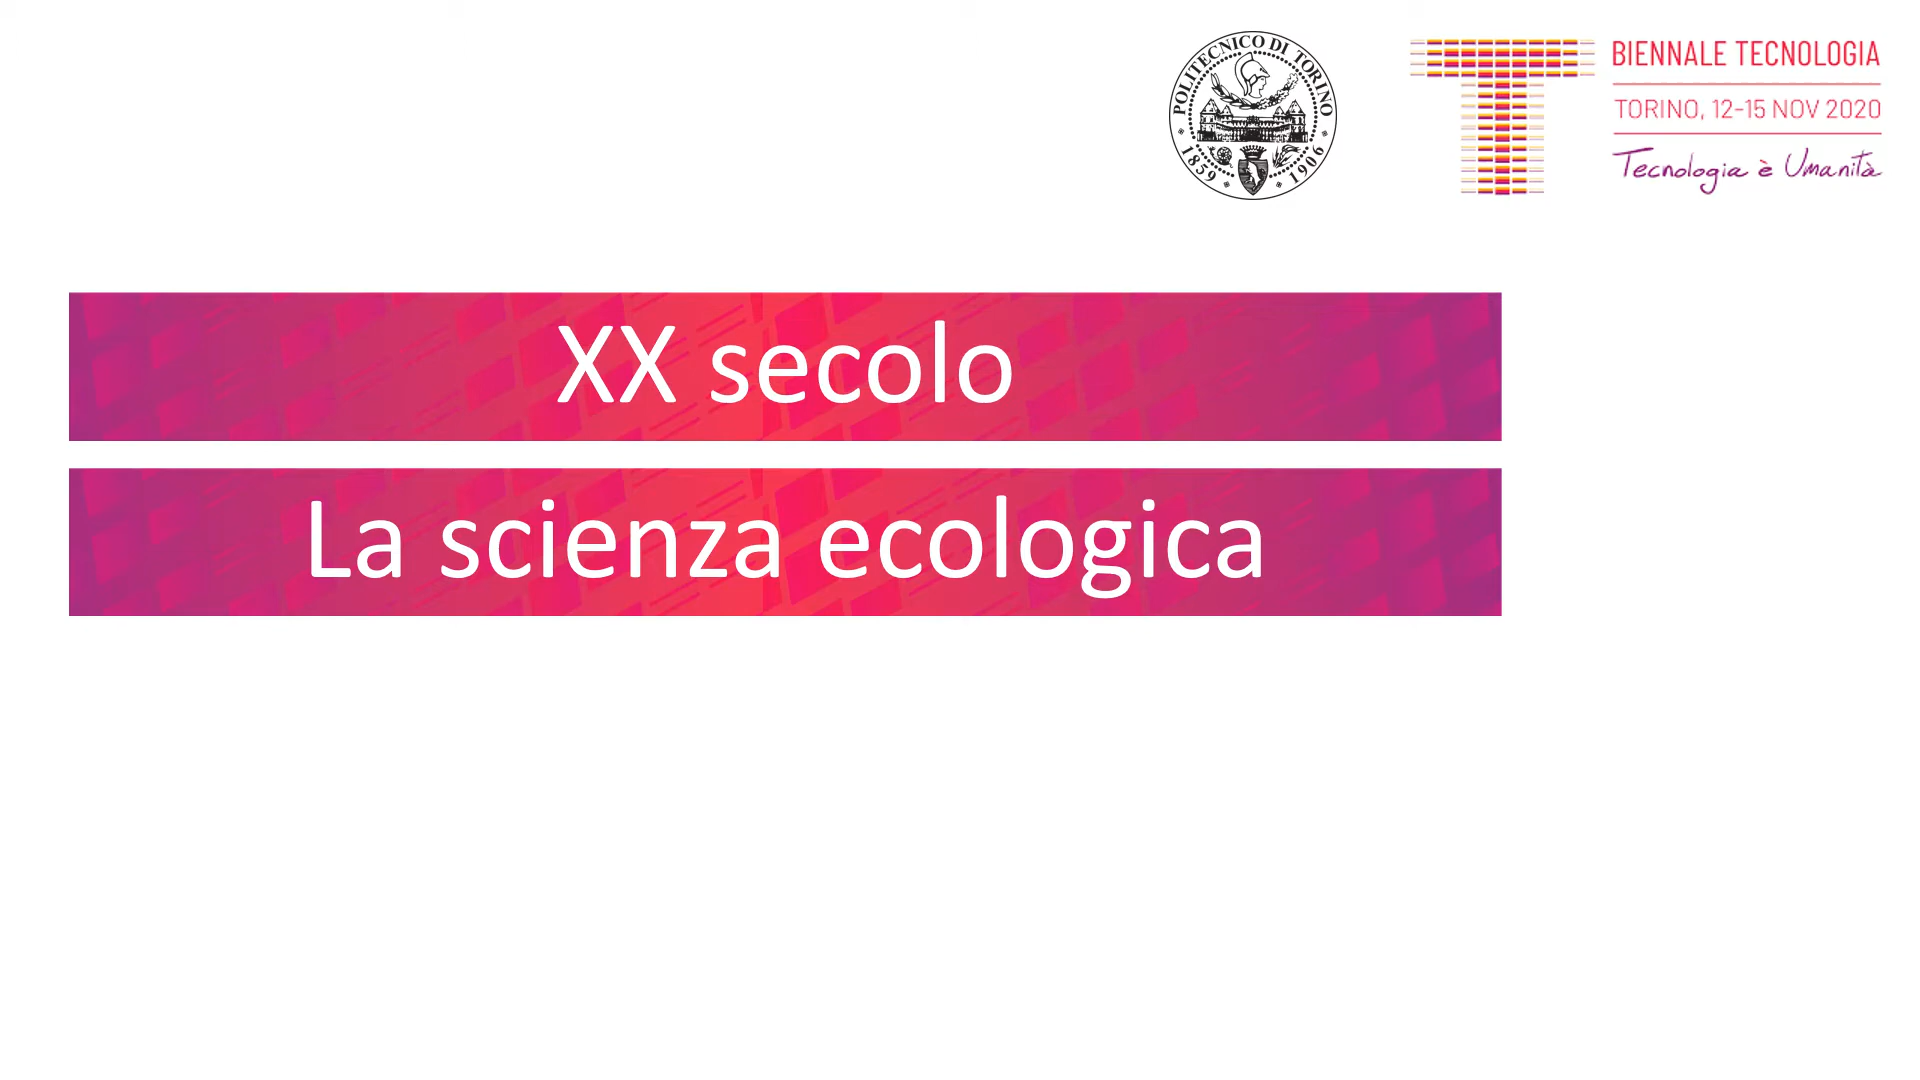 POLITECNICO DI TORINO
1859 1906
BIENNALE TECNOLOGIA
TORINO, 12-15 NOV 2020
Tecnologia è Umanità
XX secolo
La scienza ecologica